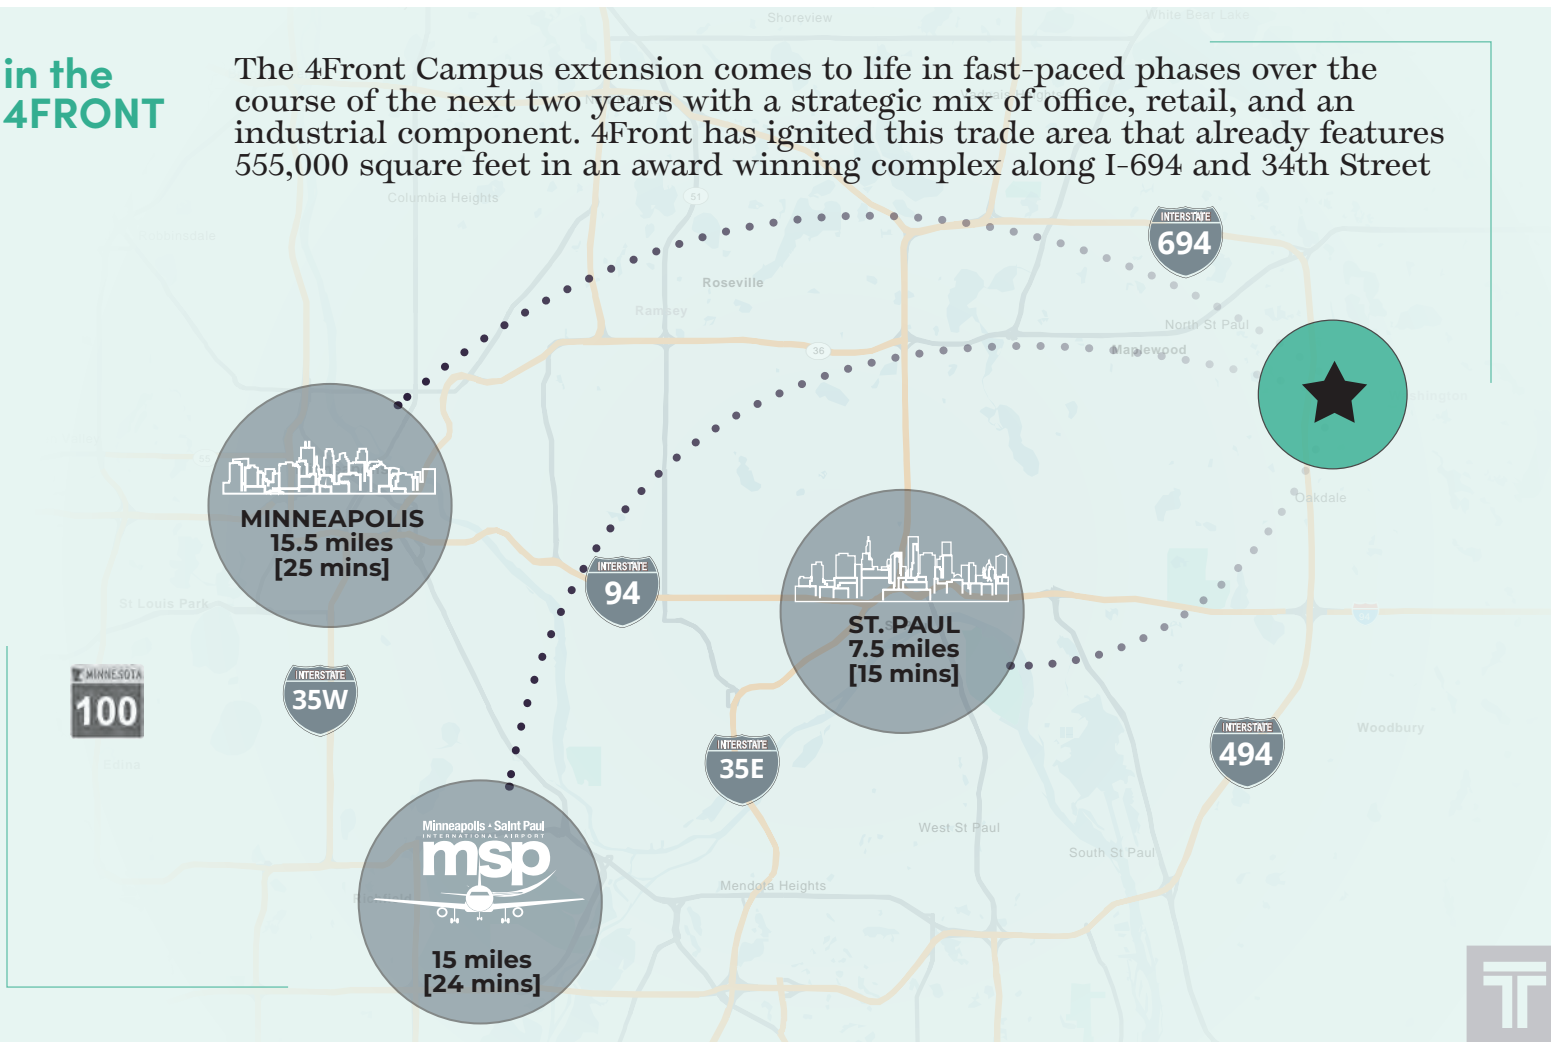 Shoreview
White Bear Lake
in the
4FRONT
The 4Front Campus extension comes to life in fast-paced phases over the
course of the next two years with a strategic mix of office, retail, and an
industrial component. 4Front has ignited this trade area that already features
555,000 square feet in an award winning complex along I-694 and 34th Street
Columbia Heights
51
INTERSTATE
694
Roseville
Ramsey
North St Paul
36
Maplewood
MINNEAPOLIS
15.5 miles
[25 mins]
Oakdale
INTERSTATE
94
St Louis Park
ST. PAUL
7.5 miles
[15 mins]
MINNESOTA
100
INTERSTATE
35W
INTERSTATE
35E
INTERSTATE
494
Woodbury
Edina
Minneapolis - Saint Paul
INTERNATIONAL AIRPORT
msp
West St Paul
South St Paul
Mendota Heights
15 miles
[24 mins]